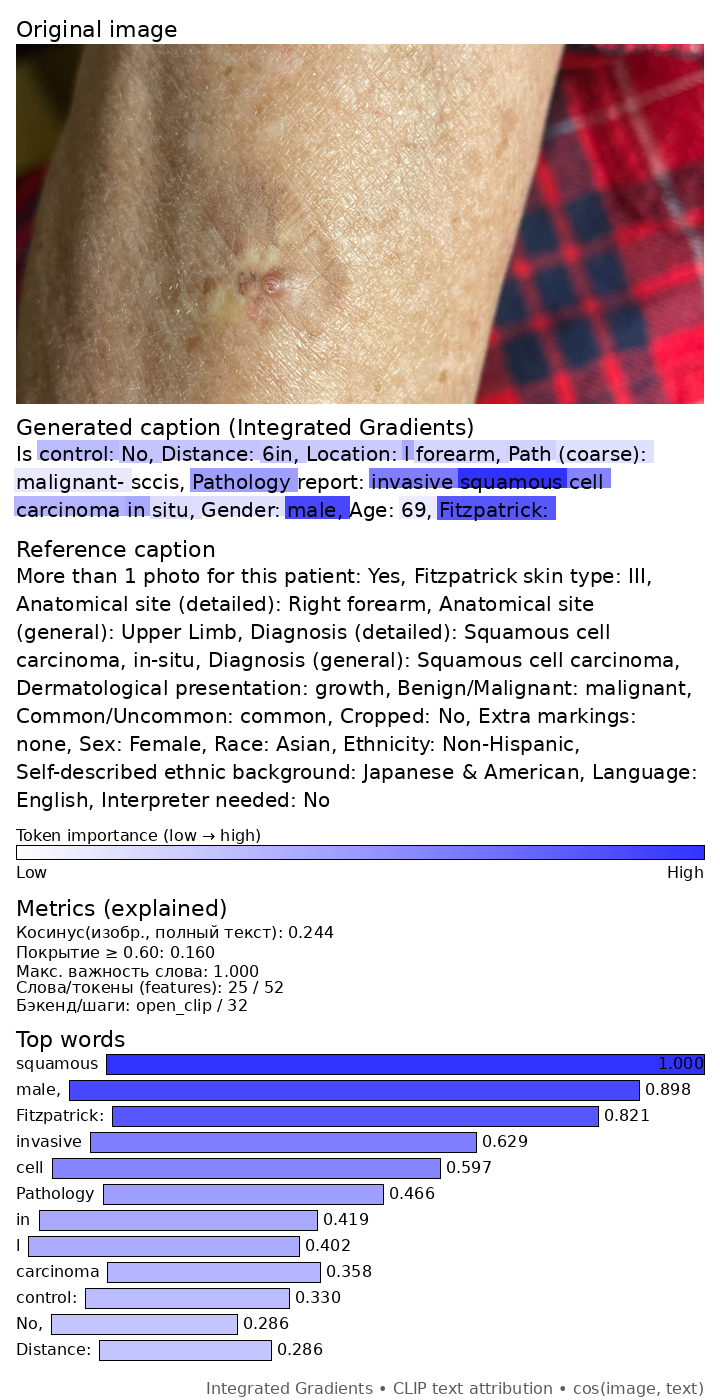 Original image
Generated caption (Integrated Gradients)
Is control: No, Distance: 6in, Location: l forearm, Path (coarse):
malignant- sccis, Pathology report: invasive squamous cell
carcinoma in situ, Gender: male, Age: 69, Fitzpatrick:
Reference caption
More than 1 photo for this patient: Yes, Fitzpatrick skin type: III,
Anatomical site (detailed): Right forearm, Anatomical site
(general): Upper Limb, Diagnosis (detailed): Squamous cell
carcinoma, in-situ, Diagnosis (general): Squamous cell carcinoma,
Dermatological presentation: growth, Benign/Malignant: malignant,
Common/Uncommon: common, Cropped: No, Extra markings:
none, Sex: Female, Race: Asian, Ethnicity: Non-Hispanic,
Self-described ethnic background: Japanese & American, Language:
English, Interpreter needed: No
Token importance (low → high)
Low High
Metrics (explained)
Косинус(изобр., полный текст): 0.244
Покрытие ≥ 0.60: 0.160
Макс. важность слова: 1.000
Слова/токены (features): 25 / 52
Бэкенд/шаги: open_clip / 32
Top words
squamous 1.000
male, 0.898
Fitzpatrick: 0.821
invasive 0.629
cell 0.597
Pathology 0.466
in 0.419
l 0.402
carcinoma 0.358
control: 0.330
No, 0.286
Distance: 0.286
Integrated Gradients • CLIP text attribution • cos(image, text)